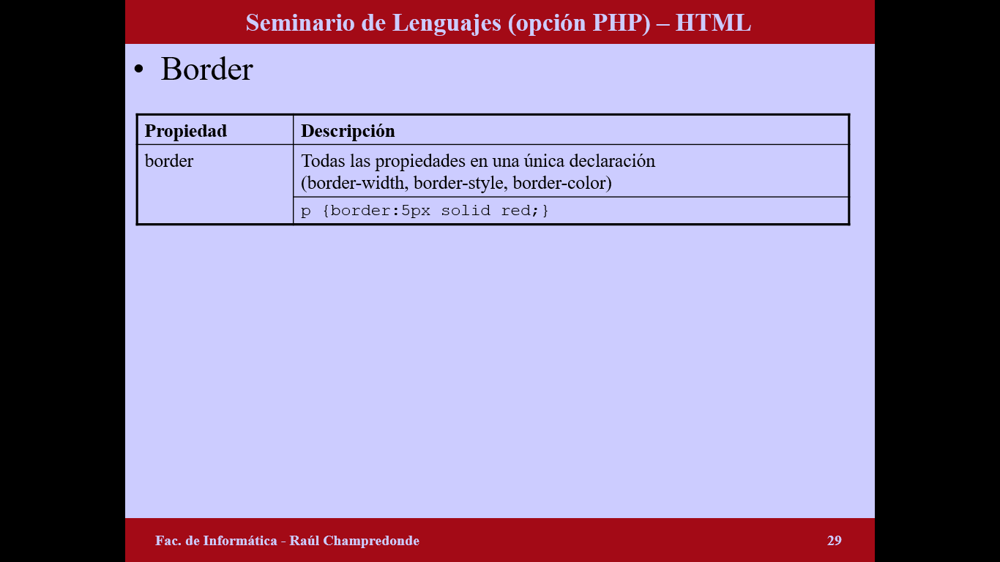 Seminario de Lenguajes (opción PHP) – HTML
• Border
Propiedad Descripción
border Todas las propiedades en una única declaración
(border-width, border-style, border-color)
p {border:5px solid red;}
Fac. de Informática - Raúl Champredonde 29